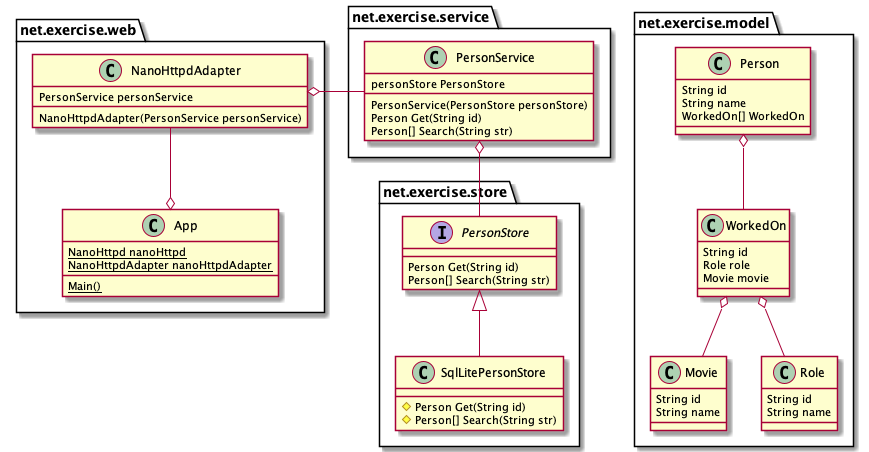 net.exercise.web
C NanoHttpdAdapter
PersonService personService
NanoHttpdAdapter(PersonService personService)
C App
NanoHttpd nanoHttpd
NanoHttpdAdapter nanoHttpdAdapter
Main()
net.exercise.service
C PersonService
personStore PersonStore
PersonService(PersonStore personStore)
Person Get(String id)
Person[] Search(String str)
net.exercise.store
I PersonStore
Person Get(String id)
Person[] Search(String str)
C SqlLitePersonStore
Person Get(String id)
Person[] Search(String str)
net.exercise.model
C Person
String id
String name
WorkedOn[] WorkedOn
C WorkedOn
String id
Role role
Movie movie
C Movie
String id
String name
C Role
String id
String name